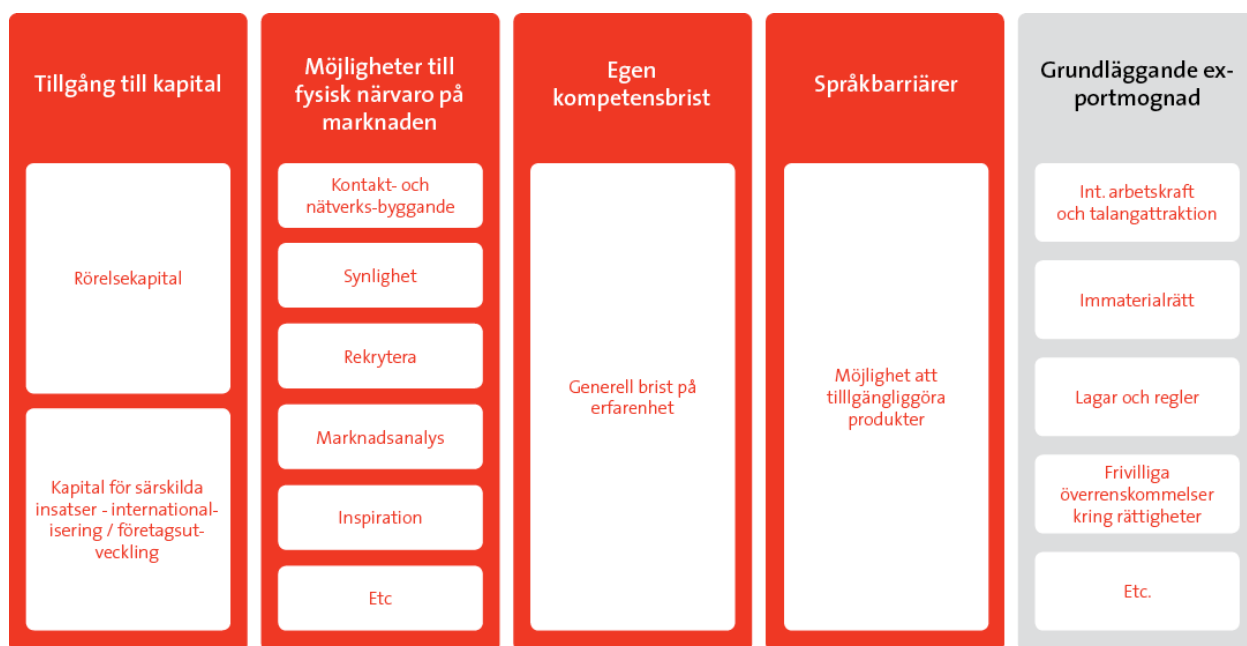 Tillgång till kapital
Rörelsekapital
Kapital för särskilda
insatser - international-
isering / företagsut-
veckling
Möjligheter till
fysisk närvaro på
marknaden
Kontakt- och
nätverks-byggande
Synlighet
Rekrytera
Marknadsanalys
Inspiration
Etc
Egen
kompetensbrist
Generell brist på
erfarenhet
Språkbarriärer
Möjlighet att
tilllgängliggöra
produkter
Grundläggande ex-
portmognad
Int. arbetskraft
och talangattraktion
Immaterialrätt
Lagar och regler
Frivilliga
överrenskommelser
kring rättigheter
Etc.